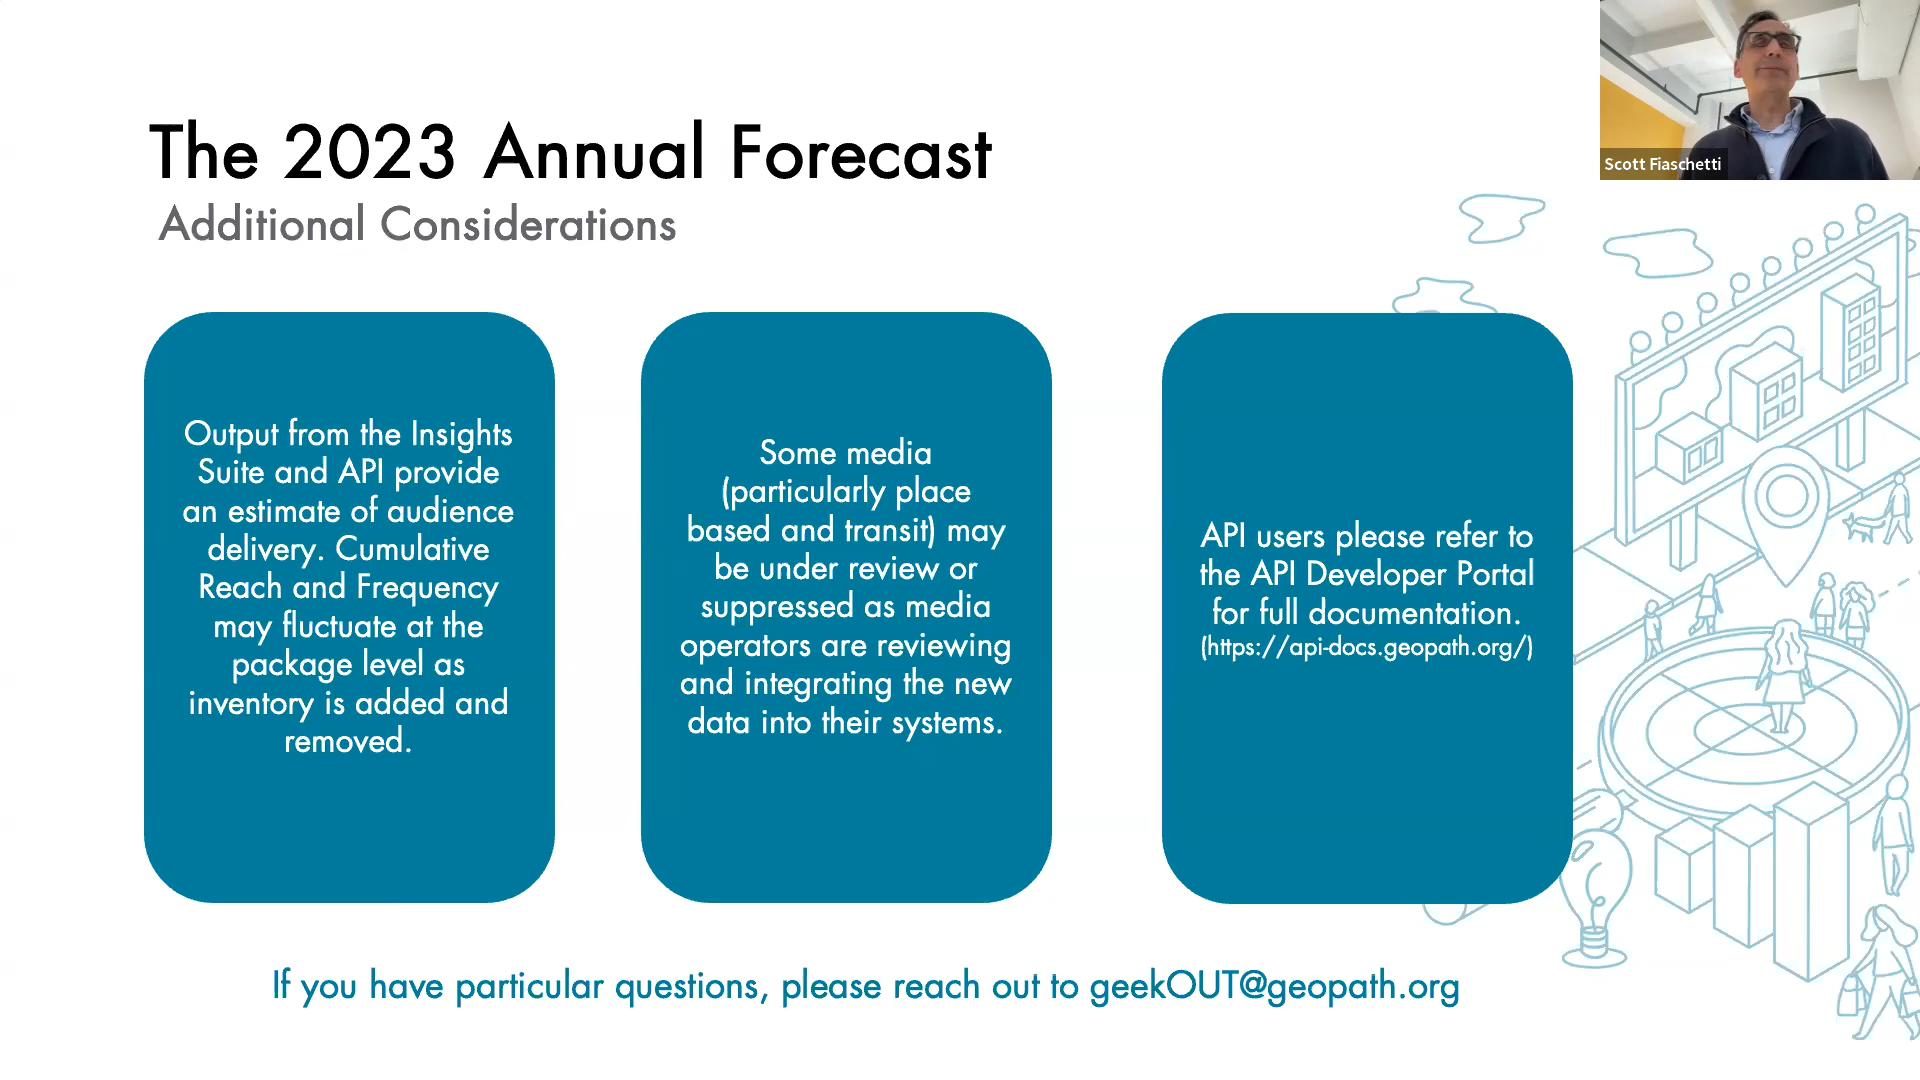 The 2023 Annual Forecast
Additional Considerations
Scott Fiaschetti
Output from the Insights
Suite and API provide
an estimate of audience
delivery. Cumulative
Reach and Frequency
may fluctuate at the
package level as
inventory is added and
removed.
Some media
(particularly place
based and transit) may
be under review or
suppressed as media
operators are reviewing
and integrating the new
data into their systems.
API users please refer to
the API Developer Portal
for full documentation.
(https://api-docs.geopath.org/)
If you have particular questions, please reach out to geekOUT@geopath.org